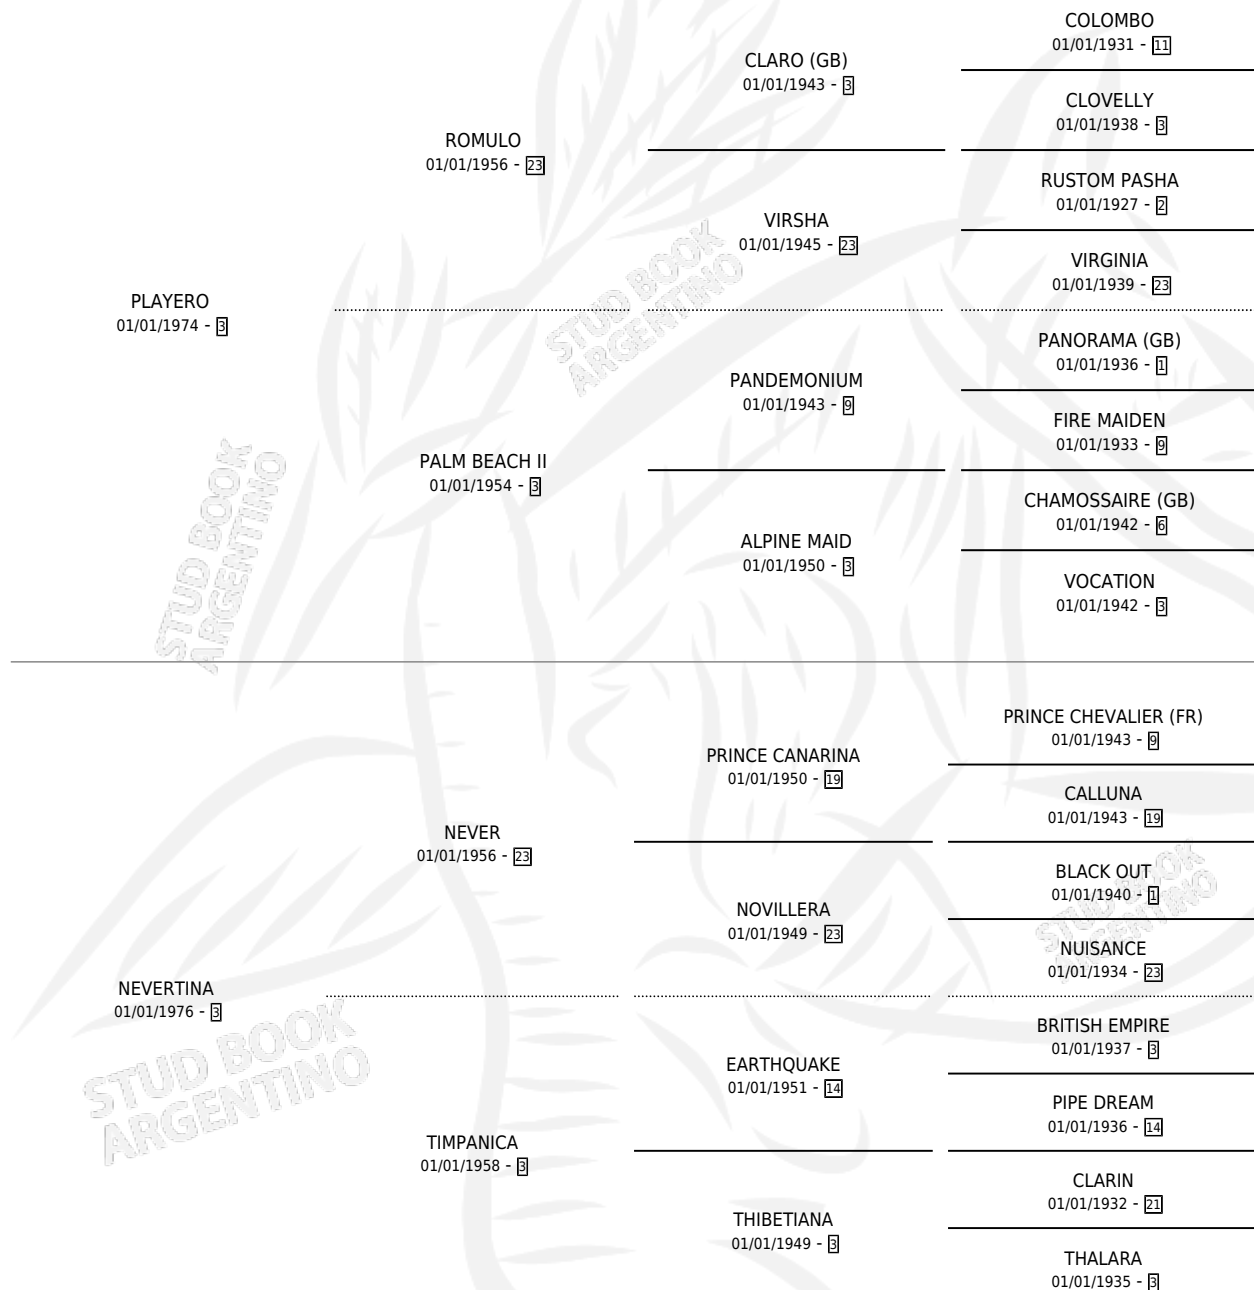 COLOMBO
01/01/1931 - 11
CLARO (GB)
01/01/1943 - 3
CLOVELLY
01/01/1938 - 3
ROMULO
01/01/1956 - 23
RUSTOM PASHA
01/01/1927 - 2
VIRSHA
01/01/1945 - 23
VIRGINIA
01/01/1939 - 23
PLAYERO
01/01/1974 - 3
PANORAMA (GB)
01/01/1936 - 1
PANDEMONIUM
01/01/1943 - 9
FIRE MAIDEN
01/01/1933 - 9
PALM BEACH II
01/01/1954 - 3
CHAMOSSAIRE (GB)
01/01/1942 - 6
ALPINE MAID
01/01/1950 - 3
VOCATION
01/01/1942 - 3
PRINCE CHEVALIER (FR)
01/01/1943 - 9
PRINCE CANARINA
01/01/1950 - 19
CALLUNA
01/01/1943 - 19
NEVER
01/01/1956 - 23
BLACK OUT
01/01/1940 - 1
NOVILLERA
01/01/1949 - 23
NUISANCE
01/01/1934 - 23
NEVERTINA
01/01/1976 - 3
BRITISH EMPIRE
01/01/1937 - 3
EARTHQUAKE
01/01/1951 - 14
PIPE DREAM
01/01/1936 - 14
TIMPANICA
01/01/1958 - 3
CLARIN
01/01/1932 - 21
THIBETIANA
01/01/1949 - 3
THALARA
01/01/1935 - 3
STUD BOOK
ARGENTINO
STUD BOOK
ARGENTINO
STUD BOOK
ARGENTINO
STUD BOOK
ARGENTINO